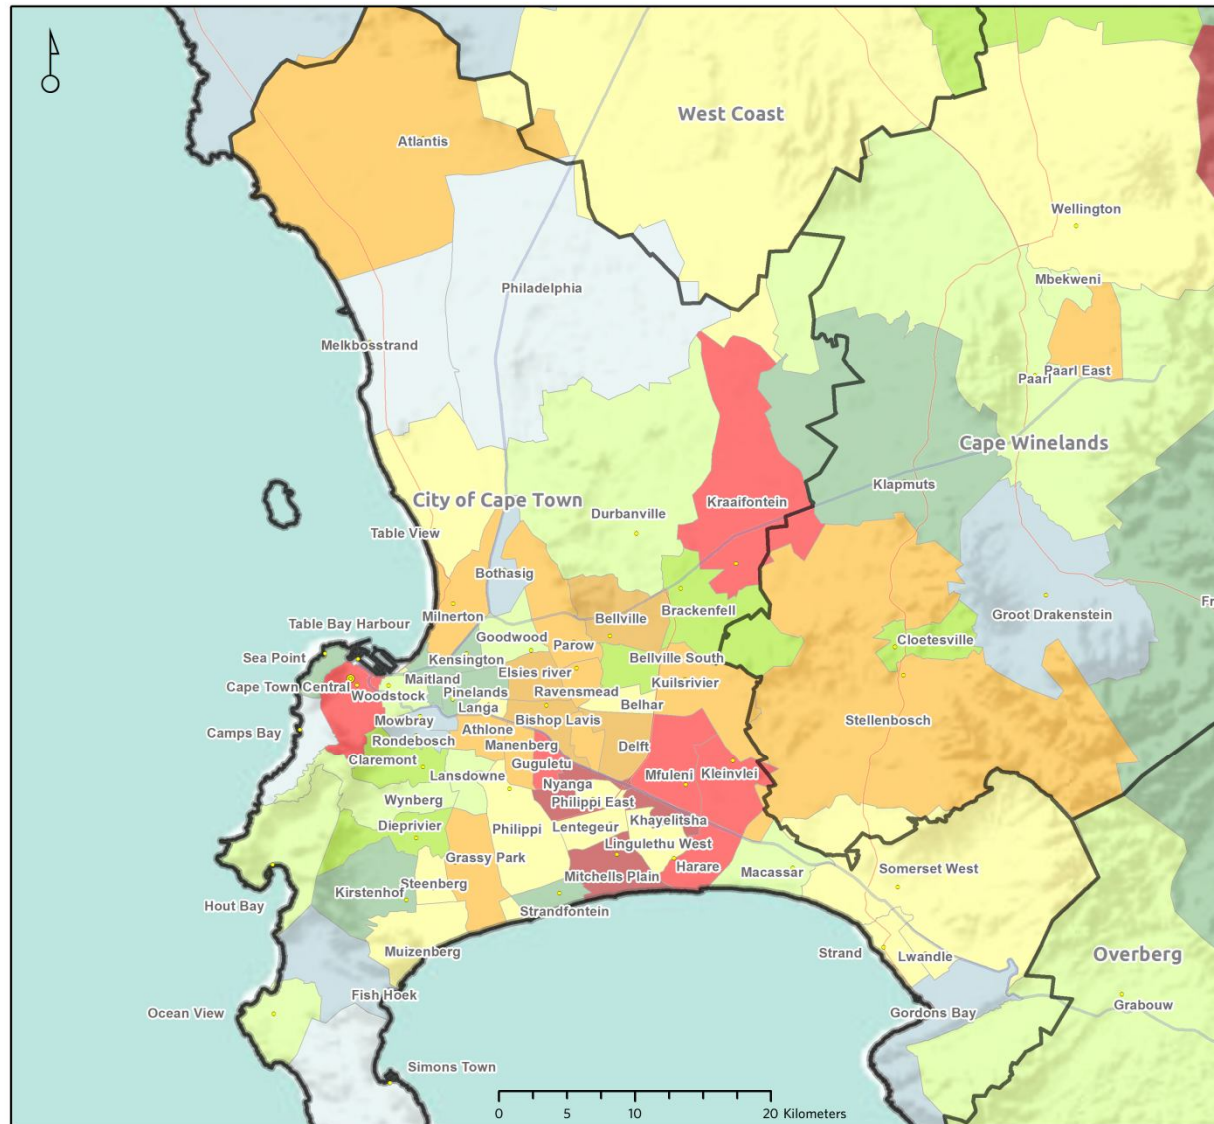 West Coast
Atlantis
Wellington
Mbekweni
Philadelphia
Melkbosstrand
Paarl
Paarl East
Cape Winelands
Klapmuts
Kraaifontein
City of Cape Town
Durbanville
Table View
Bothasig
Groot Drakenstein
Fr
Milnerton
Bellville
Brackenfell
Cloetesville
Table Bay Harbour
Goodwood
Parow
Sea Point
Kensington
Bellville South
Elsies river
Maitland
Kuilsrivier
Cape Town Central
Woodstock
Pinelands
Ravensmead
Langa
Belhar
Mowbray
Bishop Lavis
Stellenbosch
Camps Bay
Athlone
Rondebosch
Manenberg
Delft
Claremont
Guguletu
Lansdowne
Nyanga
Mfuleni
Kleinvlei
Wynberg
Philippi East
Dieprivier
Philippi
Lentegeur
Khayelitsha
Lingulethu West
Grassy Park
Harare
Macassar
Somerset West
Mitchells Plain
Steenberg
Kirstenhof
Hout Bay
Strandfontein
Muizenberg
Strand
Lwandle
Overberg
Fish Hoek
Ocean View
Gordons Bay
Grabouw
Simons Town
0 5 10 20 Kilometers